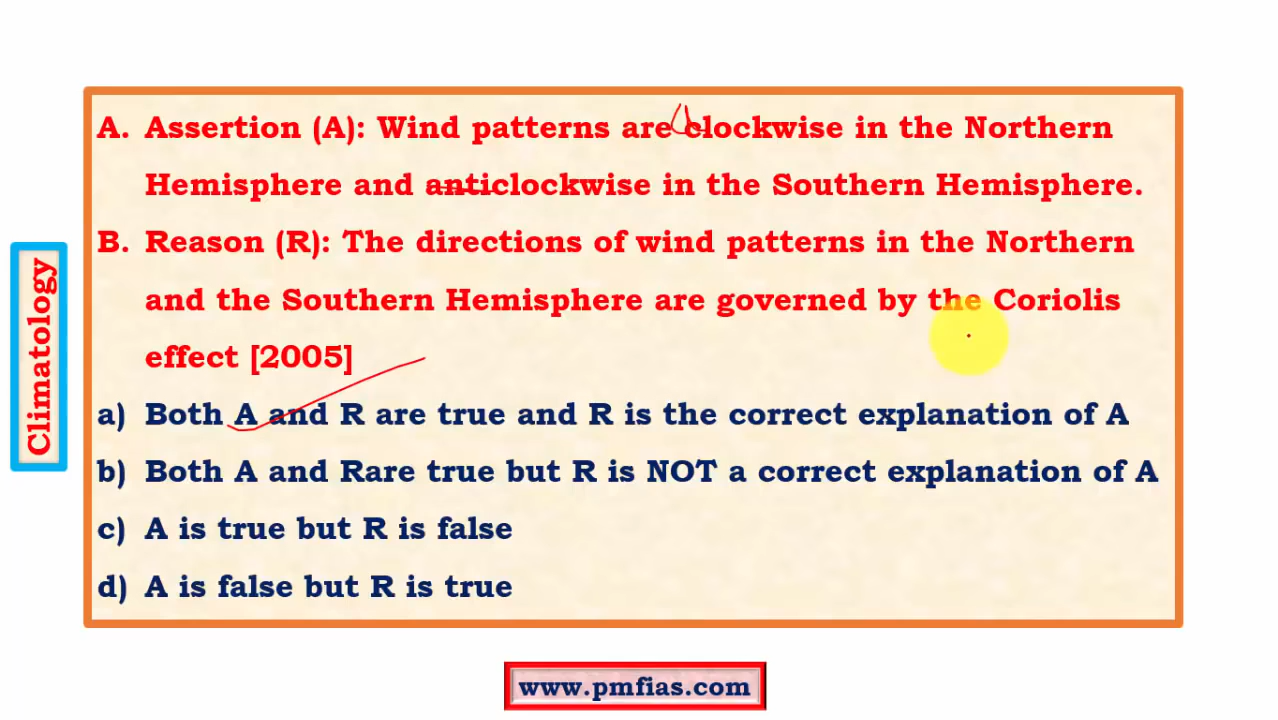 A. Assertion (A): Wind patterns are clockwise in the Northern
Hemisphere and anticlockwise in the Southern Hemisphere.
B. Reason (R): The directions of wind patterns in the Northern
and the Southern Hemisphere are governed by the Coriolis
effect [2005]
a) Both A and R are true and R is the correct explanation of A
b) Both A and Rare true but R is NOT a correct explanation of A
c) A is true but R is false
d) A is false but R is true
Climatology
www.pmfias.com